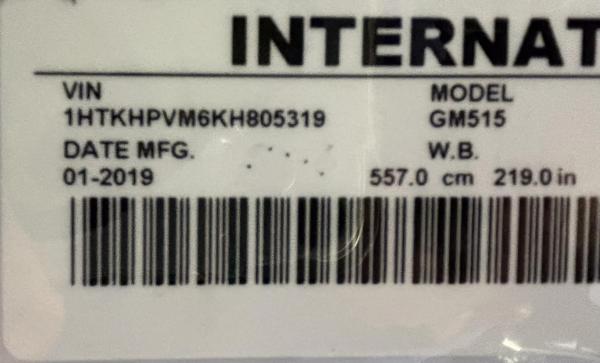 INTERNAT
VIN MODEL
1HTKHPVM6KH805319 GM515
DATE MFG. W.B.
01-2019 557.0 cm 219.0 in